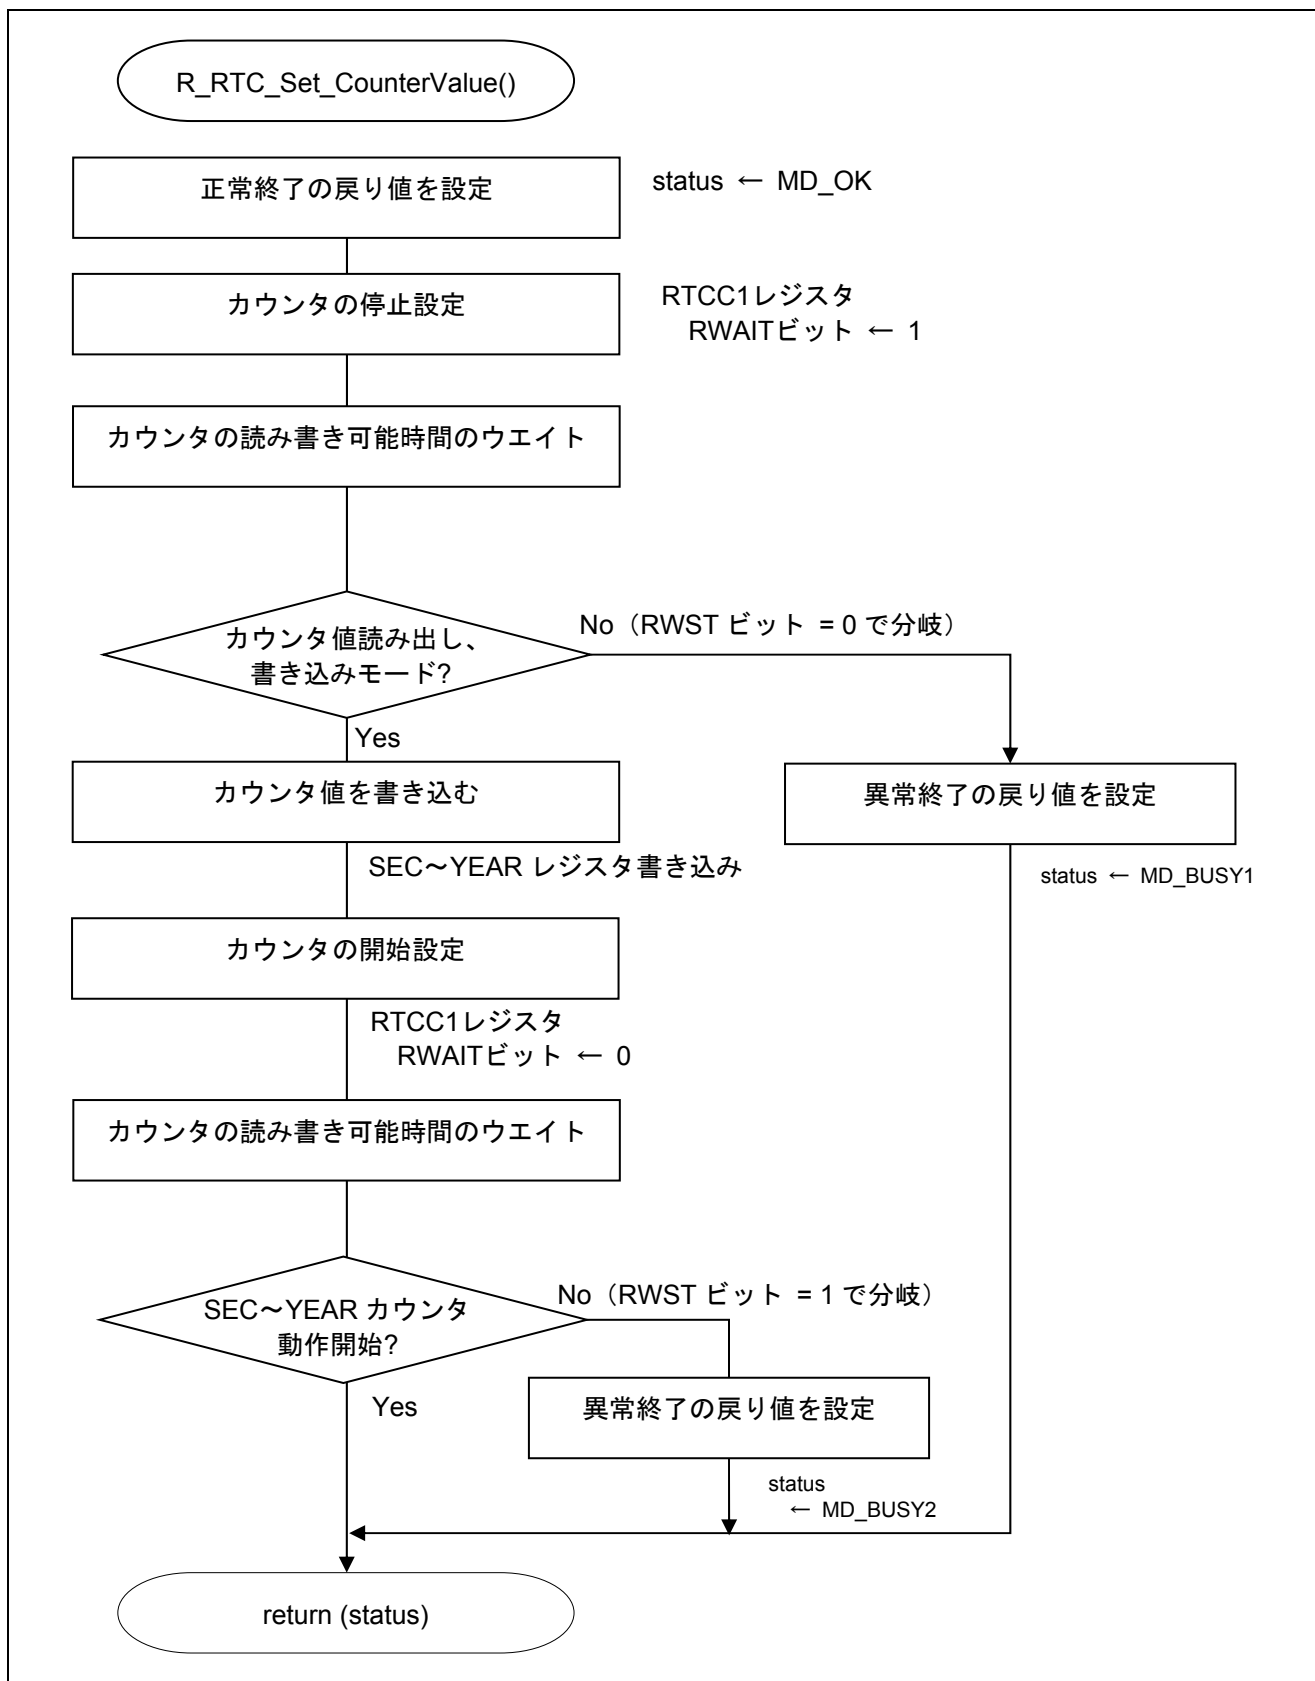 R_RTC_Set_CounterValue()
正常終了の戻り値を設定
status ← MD_OK
カウンタの停止設定
RTCC1レジスタ
RWAITビット ← 1
カウンタの読み書き可能時間のウエイト
カウンタ値読み出し、
書き込みモード?
No（RWST ビット = 0 で分岐）
Yes
カウンタ値を書き込む
異常終了の戻り値を設定
SEC～YEAR レジスタ書き込み
status ← MD_BUSY1
カウンタの開始設定
RTCC1レジスタ
RWAITビット ← 0
カウンタの読み書き可能時間のウエイト
SEC～YEAR カウンタ
動作開始?
No（RWST ビット = 1 で分岐）
Yes
異常終了の戻り値を設定
status
← MD_BUSY2
return (status)